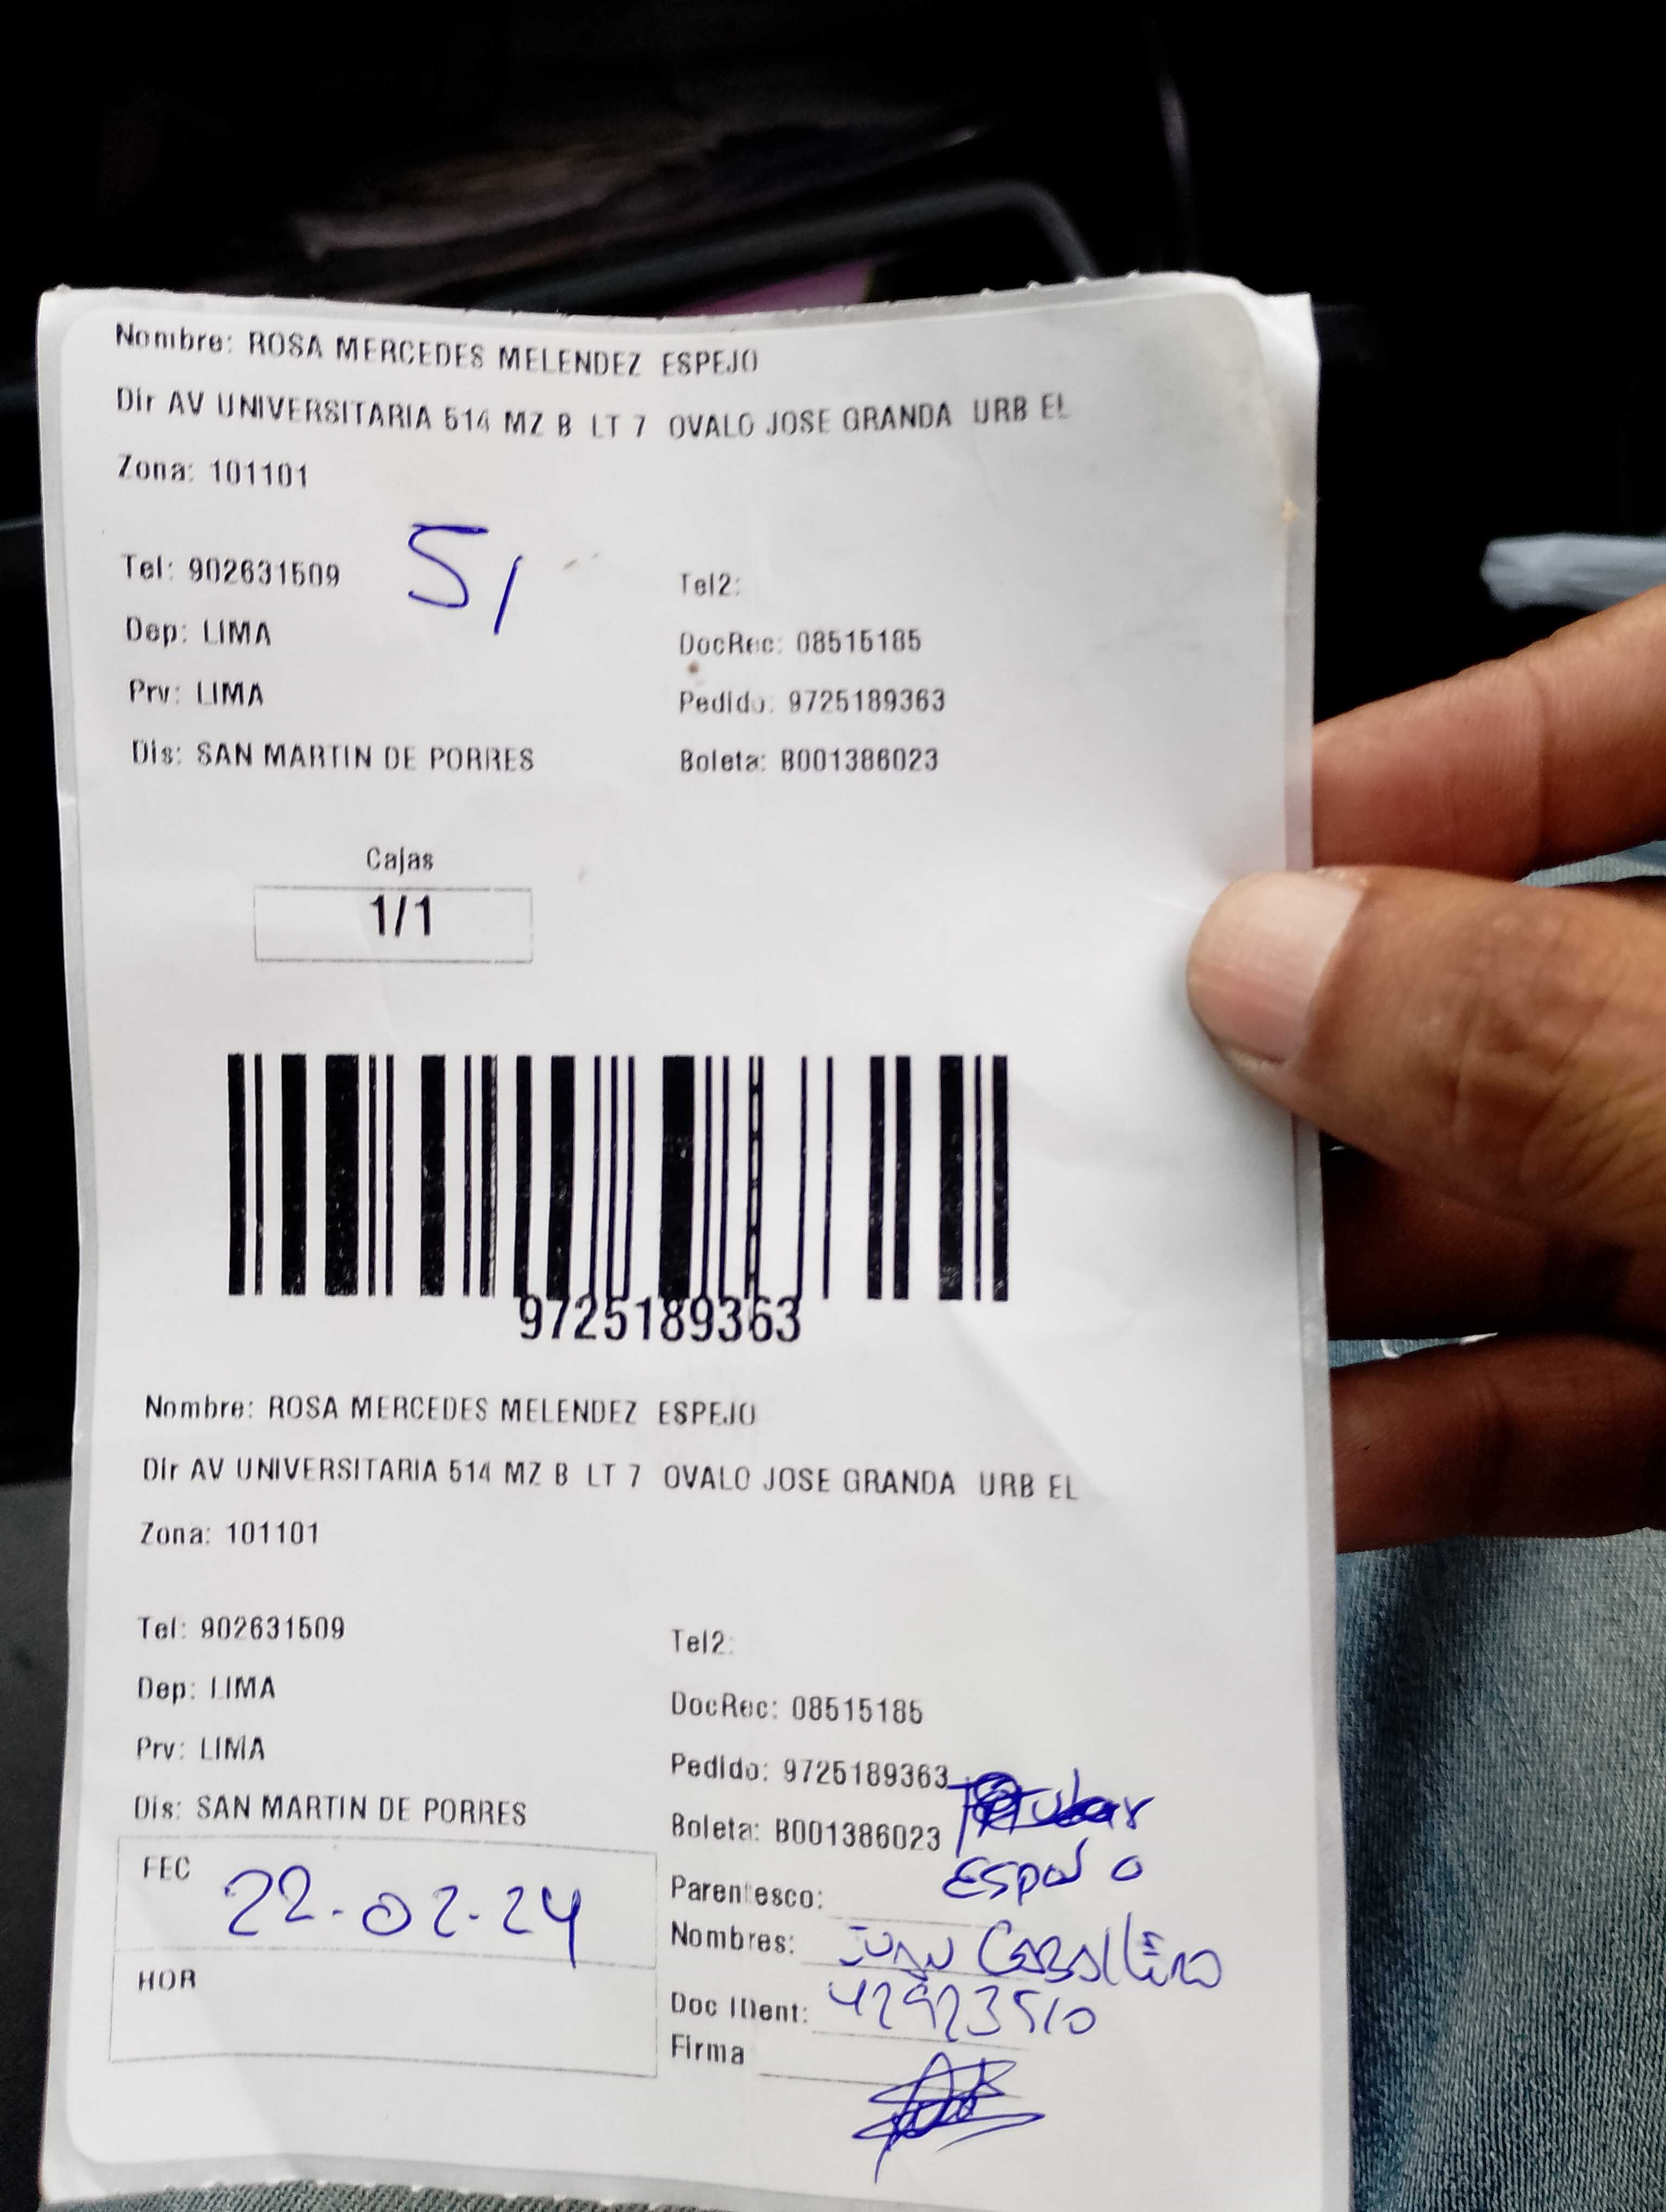 Nombre: ROSA MERCEDES MELENDEZ ESPEJO
Dir AV UNIVERSITARIA 514 MZ B LT 7 OVALO JOSE GRANDA URB EL
Zona: 101101
5/
Tel: 902631509 Tel2:
Dep: LIMA DocRec: 08515185
Prv: LIMA Pedido: 9725189363
Dis: SAN MARTIN DE PORRES Boleta: B001386023
Cajas
1/1
9725189363
Nombre: ROSA MERCEDES MELENDEZ ESPEJO
Dir AV UNIVERSITARIA 514 MZ B LT 7 OVALO JOSE GRANDA URB EL
Zona: 101101
Tel: 902631509 Tel2:
Dep: LIMA DocRec: 08515185
Prv: LIMA Pedido: 9725189363
Dis: SAN MARTIN DE PORRES Boleta: B001386023
FEC 22-02-24 Parentesco:
Nombres: Juan Caballero
HOR Doc IDent: 42923510
Firma